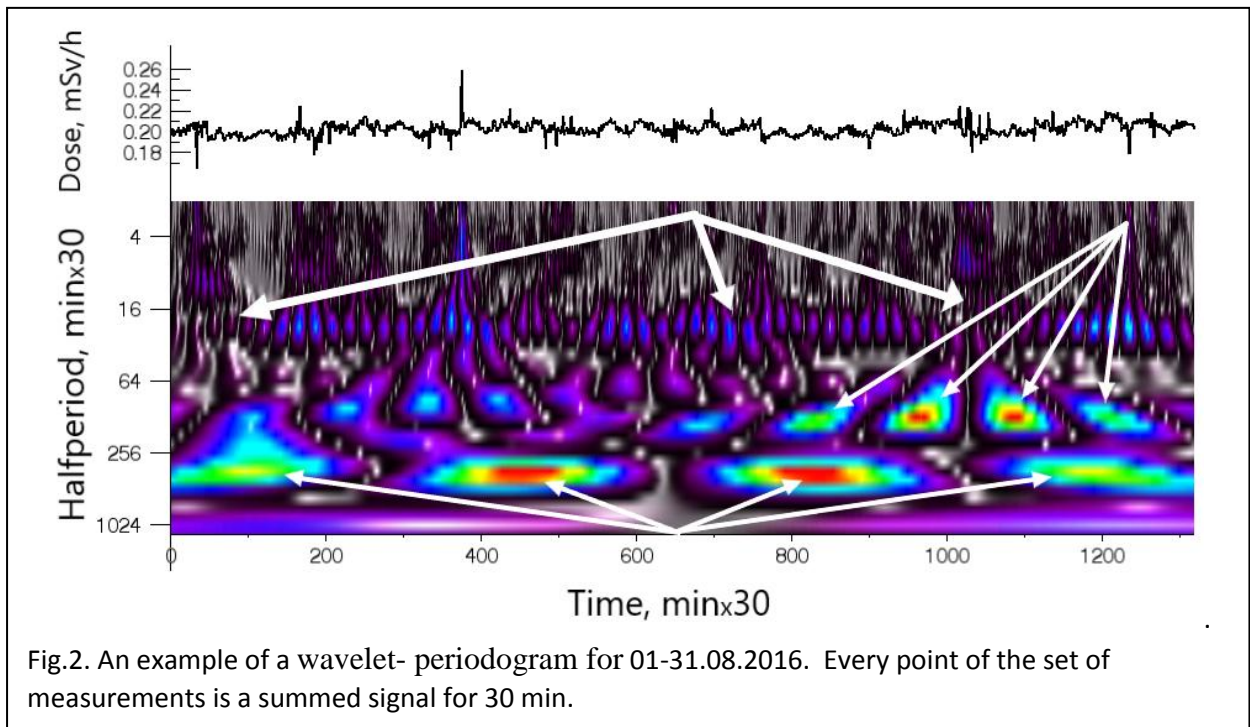 Dose, mSv/h
0.26
0.24
0.22
0.20
0.18
Halfperiod, minx30
4
16
64
256
1024
0 200 400 600 800 1000 1200
Time, minx30
.
Fig.2. An example of a wavelet- periodogram for 01-31.08.2016. Every point of the set of
measurements is a summed signal for 30 min.